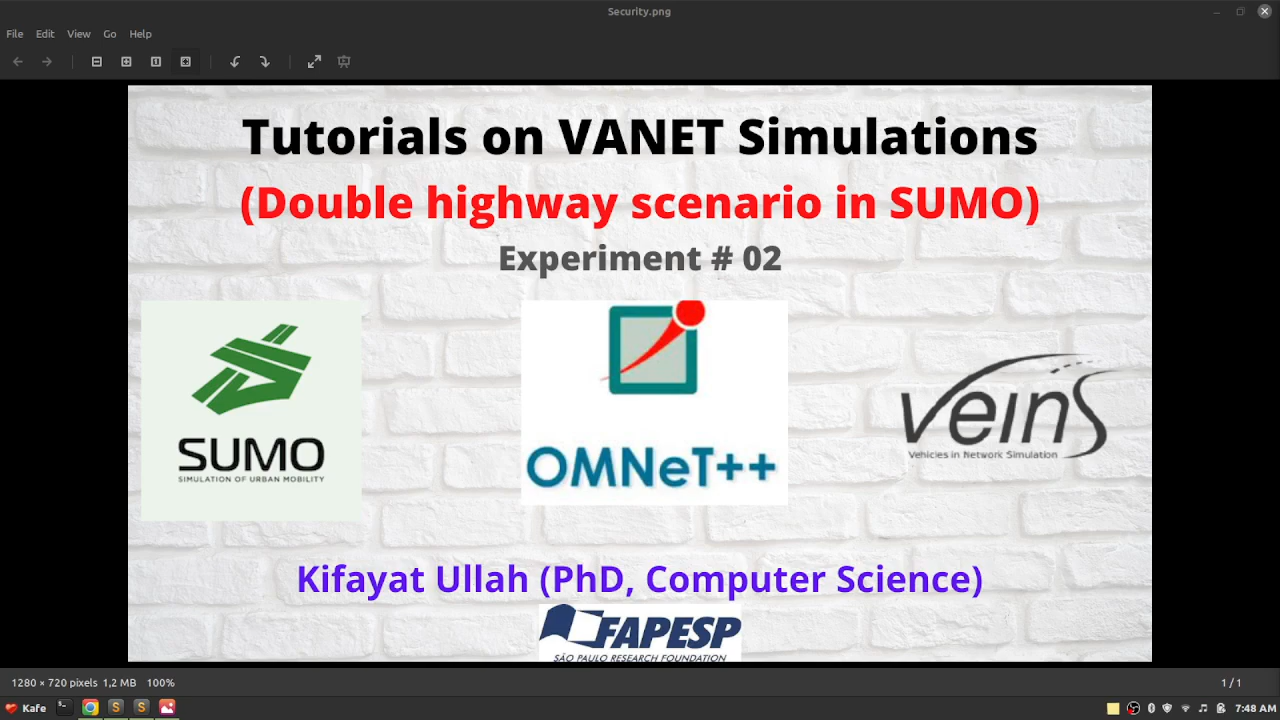 Security.png
File Edit View Go Help
Tutorials on VANET Simulations
(Double highway scenario in SUMO)
Experiment # 02
SUMO
SIMULATION OF URBAN MOBILITY
OMNeT++
veins
Vehicles in Network Simulation
Kifayat Ullah (PhD, Computer Science)
FAPESP
SÃO PAULO RESEARCH FOUNDATION
1280 × 720 pixels 1,2 MB 100% 1 / 1
Kafe S S 7:48 AM